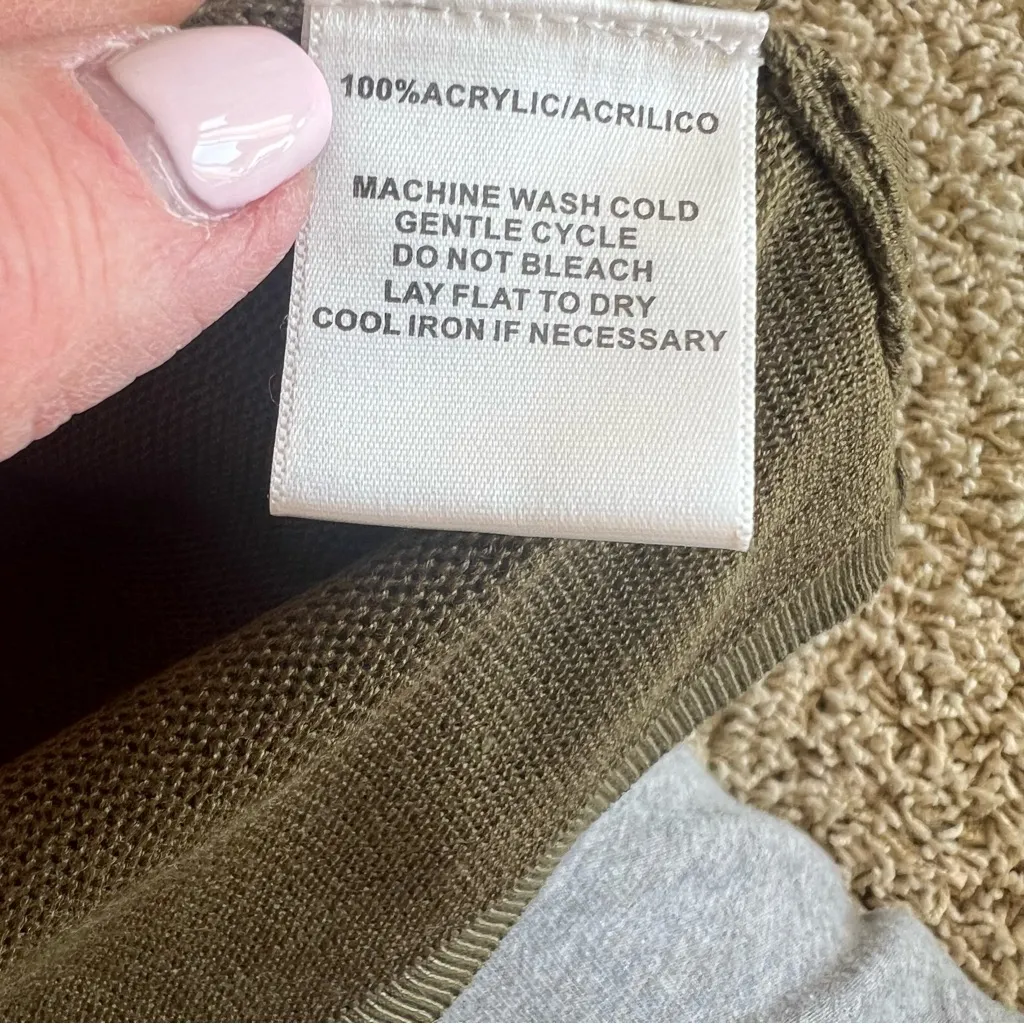 100%ACRYLIC/ACRILICO
MACHINE WASH COLD
GENTLE CYCLE
DO NOT BLEACH
LAY FLAT TO DRY
COOL IRON IF NECESSARY